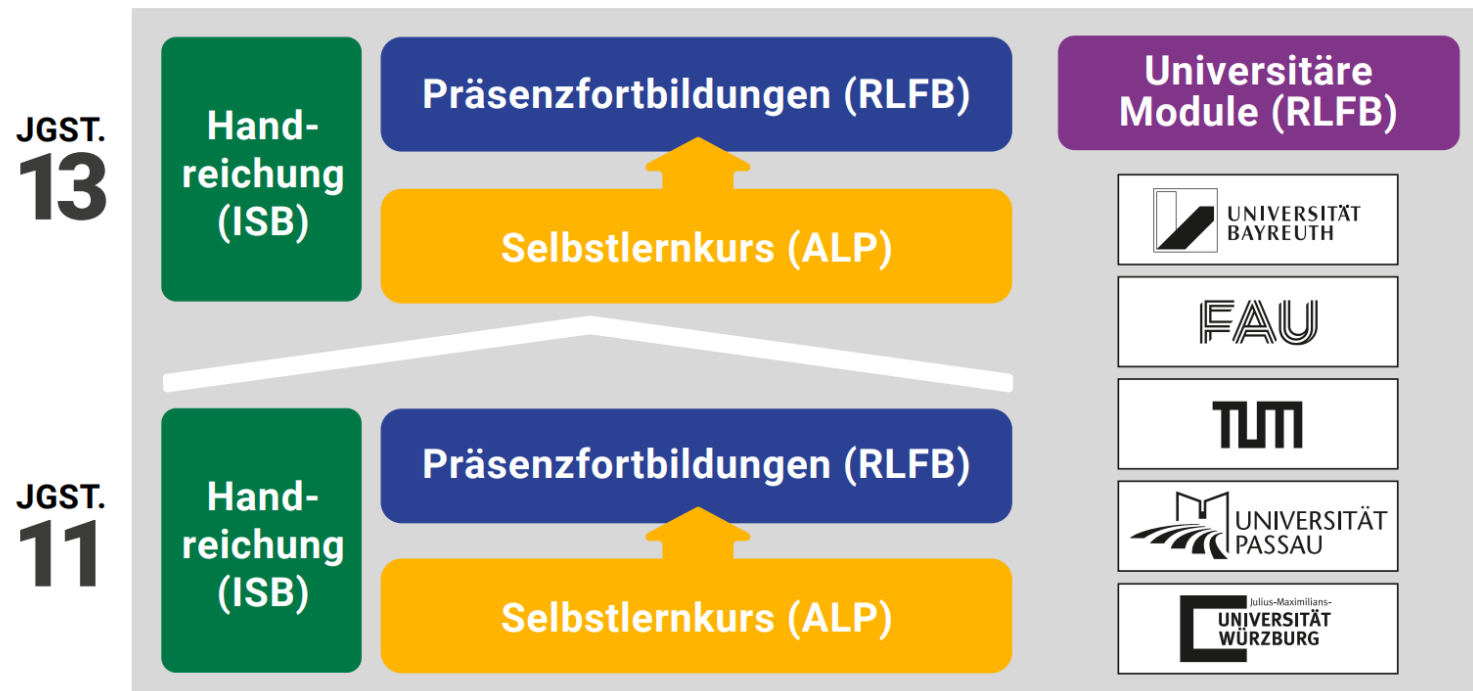 JGST.
13
Hand-
reichung
(ISB)
Präsenzfortbildungen (RLFB)
Selbstlernkurs (ALP)
JGST.
11
Hand-
reichung
(ISB)
Präsenzfortbildungen (RLFB)
Selbstlernkurs (ALP)
Universitäre
Module (RLFB)
UNIVERSITÄT
BAYREUTH
FAU
TUM
UNIVERSITÄT
PASSAU
Julius-Maximilians-
UNIVERSITÄT
WÜRZBURG